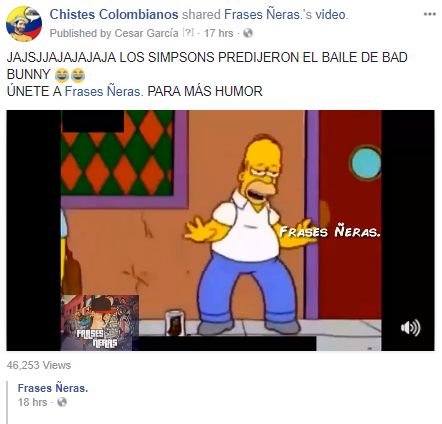 Chistes Colombianos shared Frases Ñeras.'s video.
Published by Cesar García [?] · 17 hrs ·
JAJSJJAJAJAJAJA LOS SIMPSONS PREDIJERON EL BAILE DE BAD
BUNNY 😂😂
ÚNETE A Frases Ñeras. PARA MÁS HUMOR
FRASES ÑERAS.
FRASES
ÑERAS
46,253 Views
Frases Ñeras.
18 hrs ·